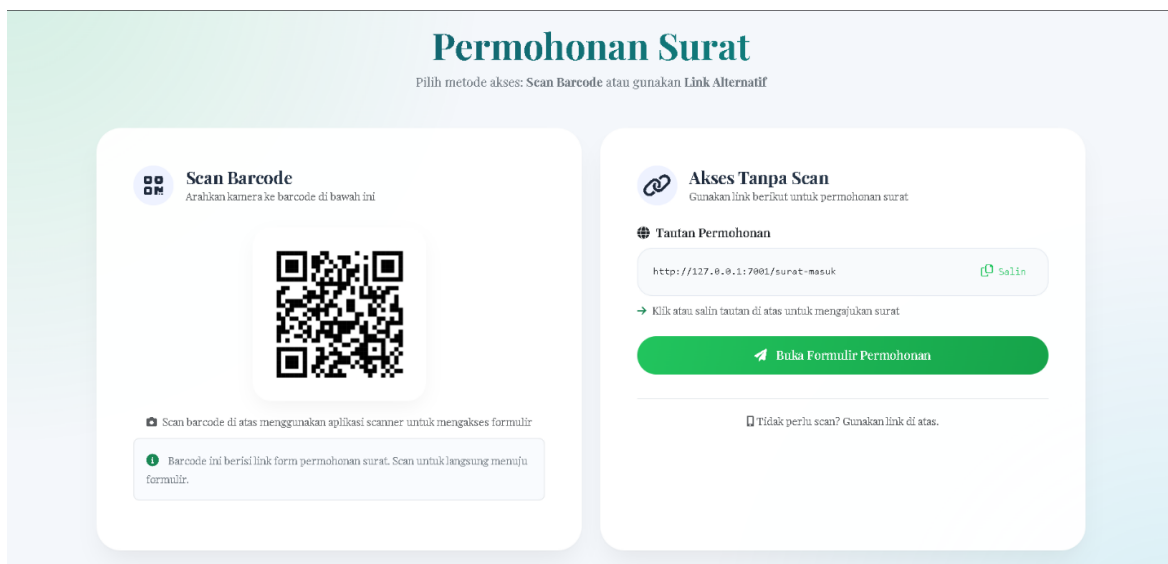 Permohonan Surat
Pilih metode akses: Scan Barcode atau gunakan Link Alternatif
Scan Barcode
Arahkan kamera ke barcode di bawah ini
Scan barcode di atas menggunakan aplikasi scanner untuk mengakses formulir
Barcode ini berisi link form permohonan surat. Scan untuk langsung menuju
formulir.
Akses Tanpa Scan
Gunakan link berikut untuk permohonan surat
Tautan Permohonan
http://127.0.0.1:7001/surat-masuk
Salin
Klik atau salin tautan di atas untuk mengajukan surat
Buka Formulir Permohonan
Tidak perlu scan? Gunakan link di atas.